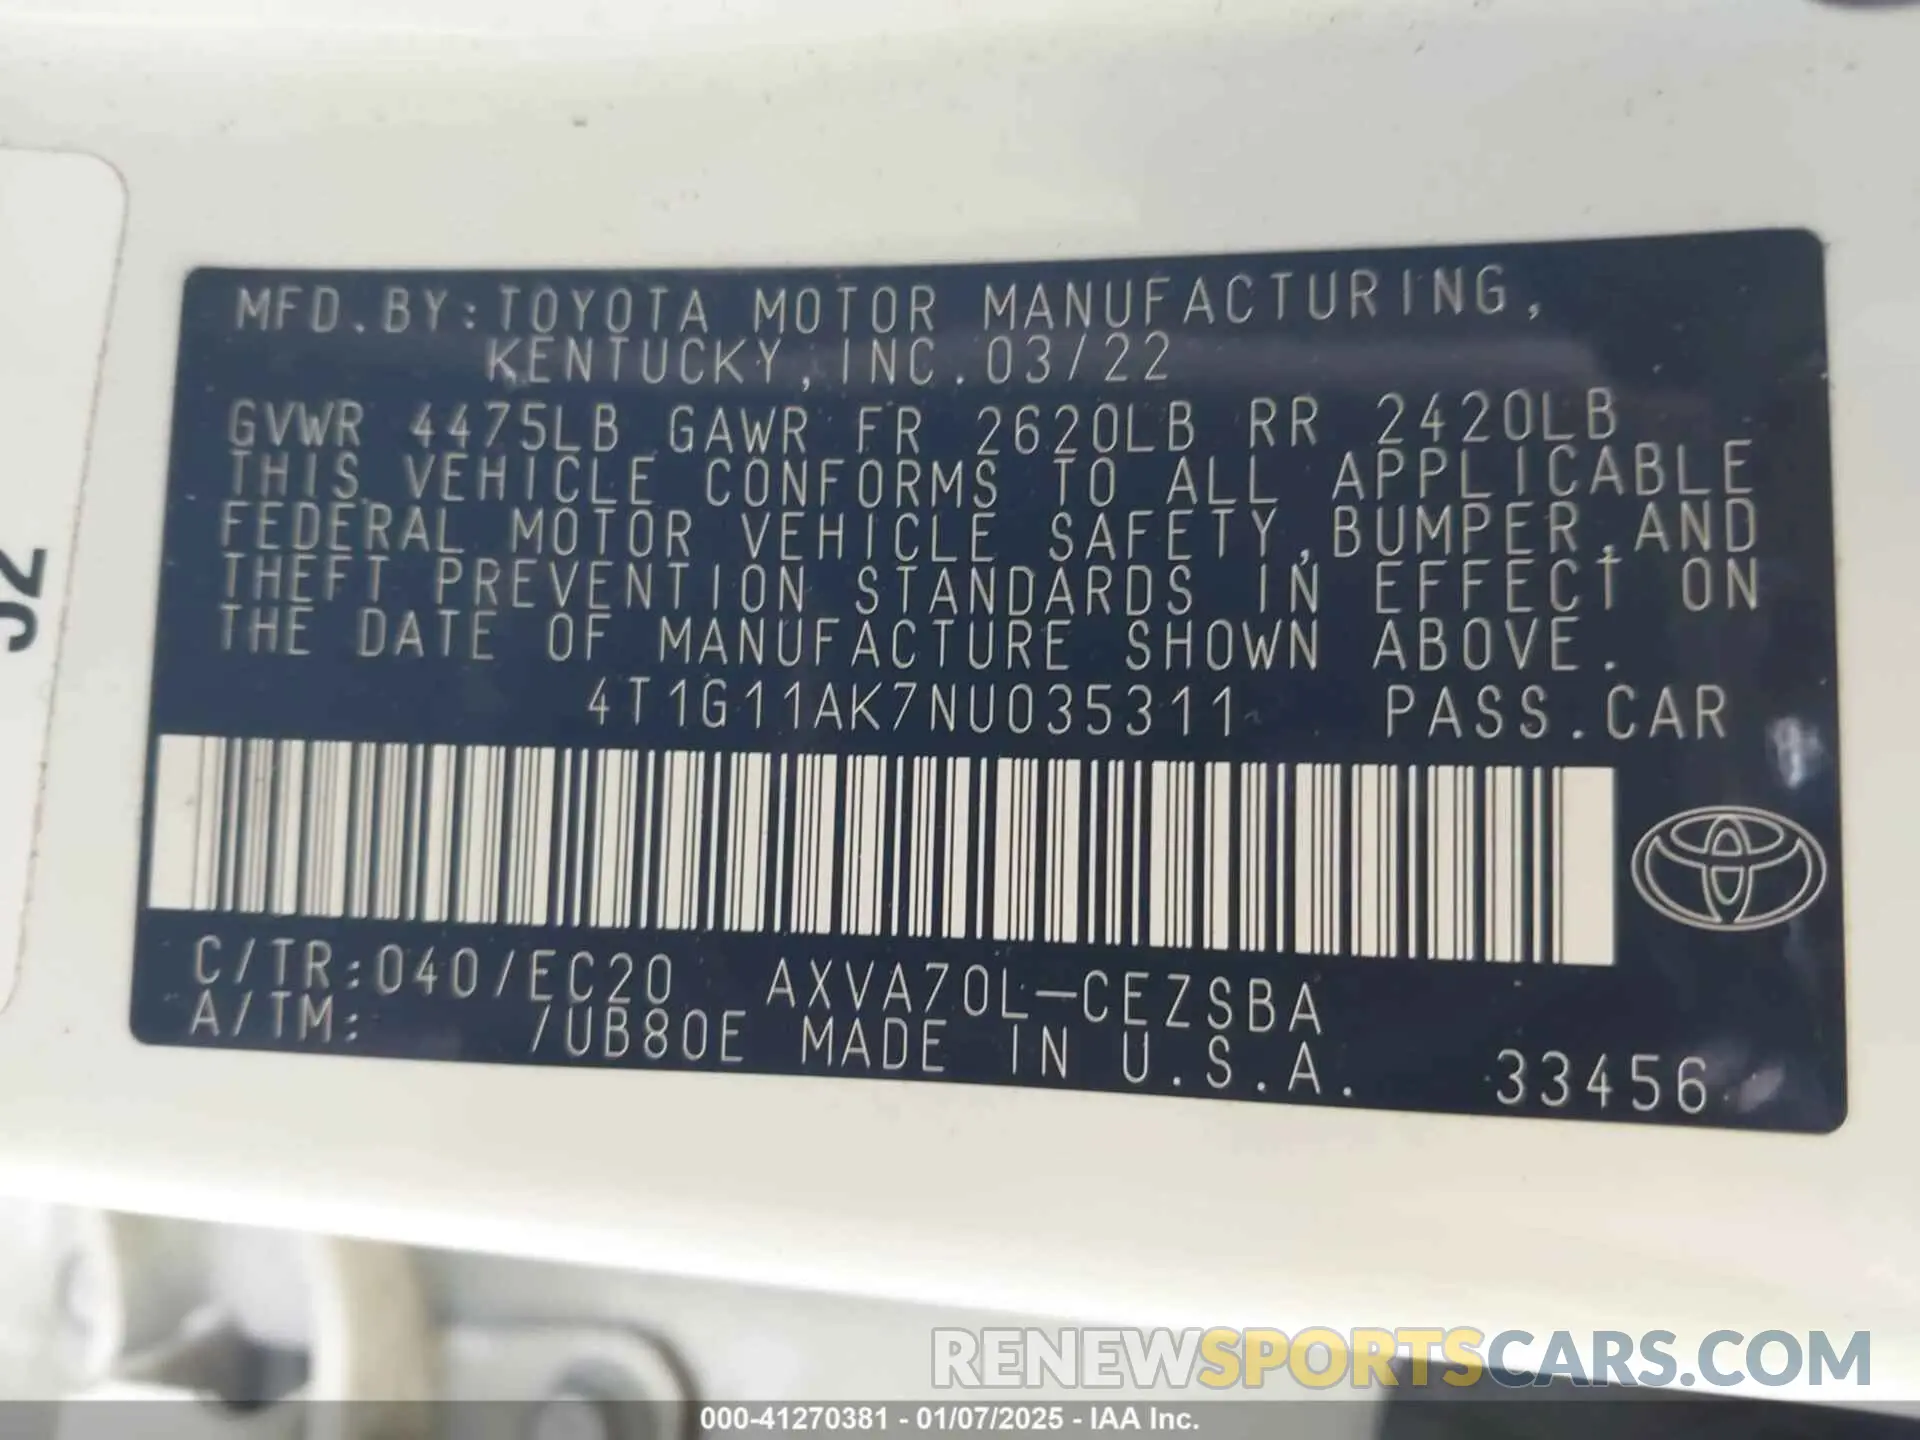 MFD.BY:TOYOTA MOTOR MANUFACTURING,
KENTUCKY,INC.03/22
GVWR 4475LB GAWR FR 2620LB RR 2420LB
THIS VEHICLE CONFORMS TO ALL APPLICABLE
FEDERAL MOTOR VEHICLE SAFETY,BUMPER,AND
THEFT PREVENTION STANDARDS IN EFFECT ON
THE DATE OF MANUFACTURE SHOWN ABOVE.
4T1G11AK7NU035311 PASS.CAR
C/TR:040/EC20 AXVA70L-CEZSBA
A/TM: /UB80E MADE IN U.S.A. 33456
RENEWSPORTSCARS.COM
000-41270381 - 01/07/2025 - IAA Inc.